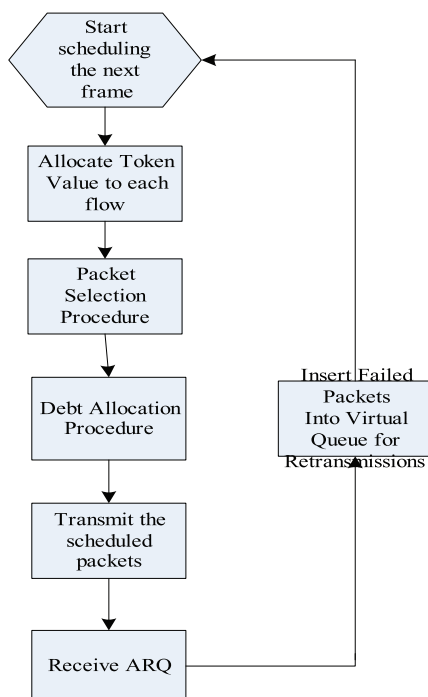 Start
scheduling
the next
frame
Allocate Token
Value to each
flow
Packet
Selection
Procedure
Debt Allocation
Procedure
Transmit the
scheduled
packets
Receive ARQ
Insert Failed
Packets
Into Virtual
Queue for
Retransmissions